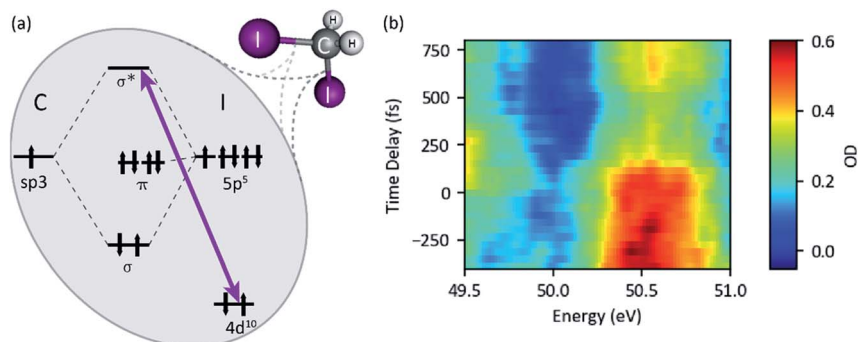 (a)
H
I
C
H
I
σ*
C
I
sp3
π
5p⁵
σ
4d¹⁰
(b)
750
500
250
0
−250
Time Delay (fs)
49.5
50.0
50.5
51.0
Energy (eV)
0.6
0.4
0.2
0.0
OD